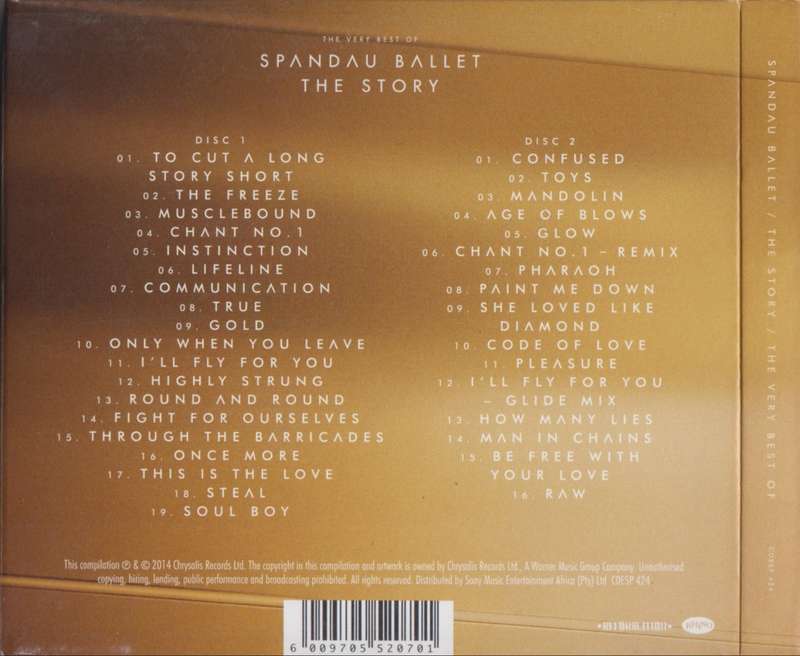 THE VERY BEST OF
SPANDAU BALLET
THE STORY
DISC 1
01. TO CUT A LONG
STORY SHORT
02. THE FREEZE
03. MUSCLEBOUND
04. CHANT NO.1
05. INSTINCTION
06. LIFELINE
07. COMMUNICATION
08. TRUE
09. GOLD
10. ONLY WHEN YOU LEAVE
11. I'LL FLY FOR YOU
12. HIGHLY STRUNG
13. ROUND AND ROUND
14. FIGHT FOR OURSELVES
15. THROUGH THE BARRICADES
16. ONCE MORE
17. THIS IS THE LOVE
18. STEAL
19. SOUL BOY
DISC 2
01. CONFUSED
02. TOYS
03. MANDOLIN
04. AGE OF BLOWS
05. GLOW
06. CHANT NO.1 – REMIX
07. PHARAOH
08. PAINT ME DOWN
09. SHE LOVED LIKE
DIAMOND
10. CODE OF LOVE
11. PLEASURE
12. I'LL FLY FOR YOU
– GLIDE MIX
13. HOW MANY LIES
14. MAN IN CHAINS
15. BE FREE WITH
YOUR LOVE
16. RAW
This compilation ℗ & © 2014 Chrysalis Records Ltd. The copyright in this compilation and artwork is owned by Chrysalis Records Ltd., A Warner Music Group Company. Unauthorised
copying, hiring, lending, public performance and broadcasting prohibited. All rights reserved. Distributed by Sony Music Entertainment Africa (Pty) Ltd CDESP 424
6 009705 520701
RHINO
SPANDAU BALLET / THE STORY / THE VERY BEST OF
CDESP 424